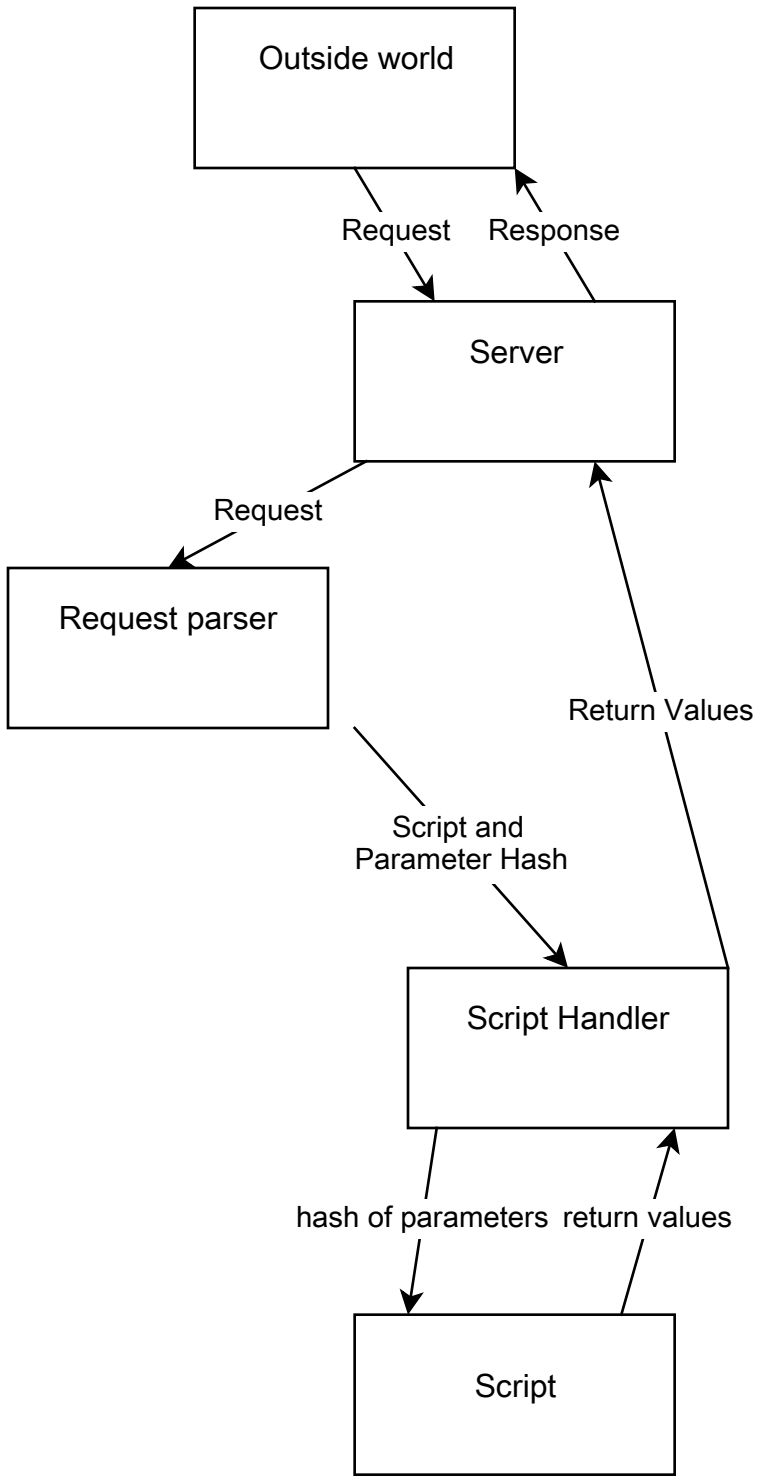 Outside world
Request
Response
Server
Request
Request parser
Return Values
Script and
Parameter Hash
Script Handler
hash of parameters
return values
Script